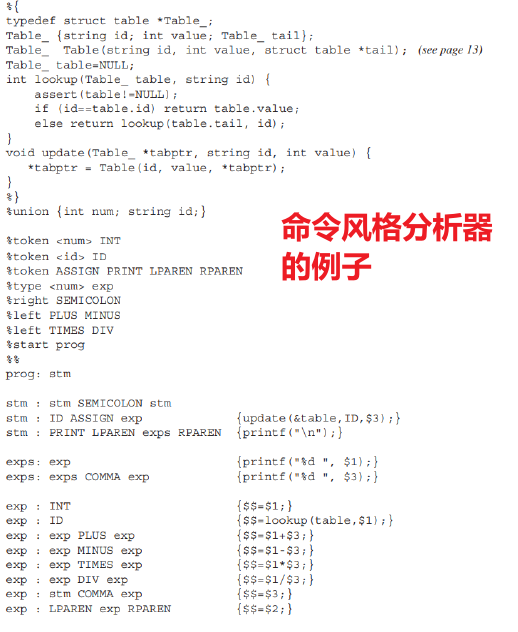 %{
typedef struct table *Table_;
Table_ {string id; int value; Table_ tail};
Table_ Table(string id, int value, struct table *tail); (see page 13)
Table_ table=NULL;
int lookup(Table_ table, string id) {
    assert(table!=NULL);
    if (id==table.id) return table.value;
    else return lookup(table.tail, id);
}
void update(Table_ *tabptr, string id, int value) {
   *tabptr = Table(id, value, *tabptr);
}
%}
%union {int num; string id;}
命令风格分析器
的例子
%token <num> INT
%token <id> ID
%token ASSIGN PRINT LPAREN RPAREN
%type <num> exp
%right SEMICOLON
%left PLUS MINUS
%left TIMES DIV
%start prog
%%
prog: stm
stm : stm SEMICOLON stm
stm : ID ASSIGN exp {update(&table,ID,$3);}
stm : PRINT LPAREN exps RPAREN {printf("\n");}
exps: exp {printf("%d ", $1);}
exps: exps COMMA exp {printf("%d ", $3);}
exp : INT {$$=$1;}
exp : ID {$$=lookup(table,$1);}
exp : exp PLUS exp {$$=$1+$3;}
exp : exp MINUS exp {$$=$1-$3;}
exp : exp TIMES exp {$$=$1*$3;}
exp : exp DIV exp {$$=$1/$3;}
exp : stm COMMA exp {$$=$3;}
exp : LPAREN exp RPAREN {$$=$2;}